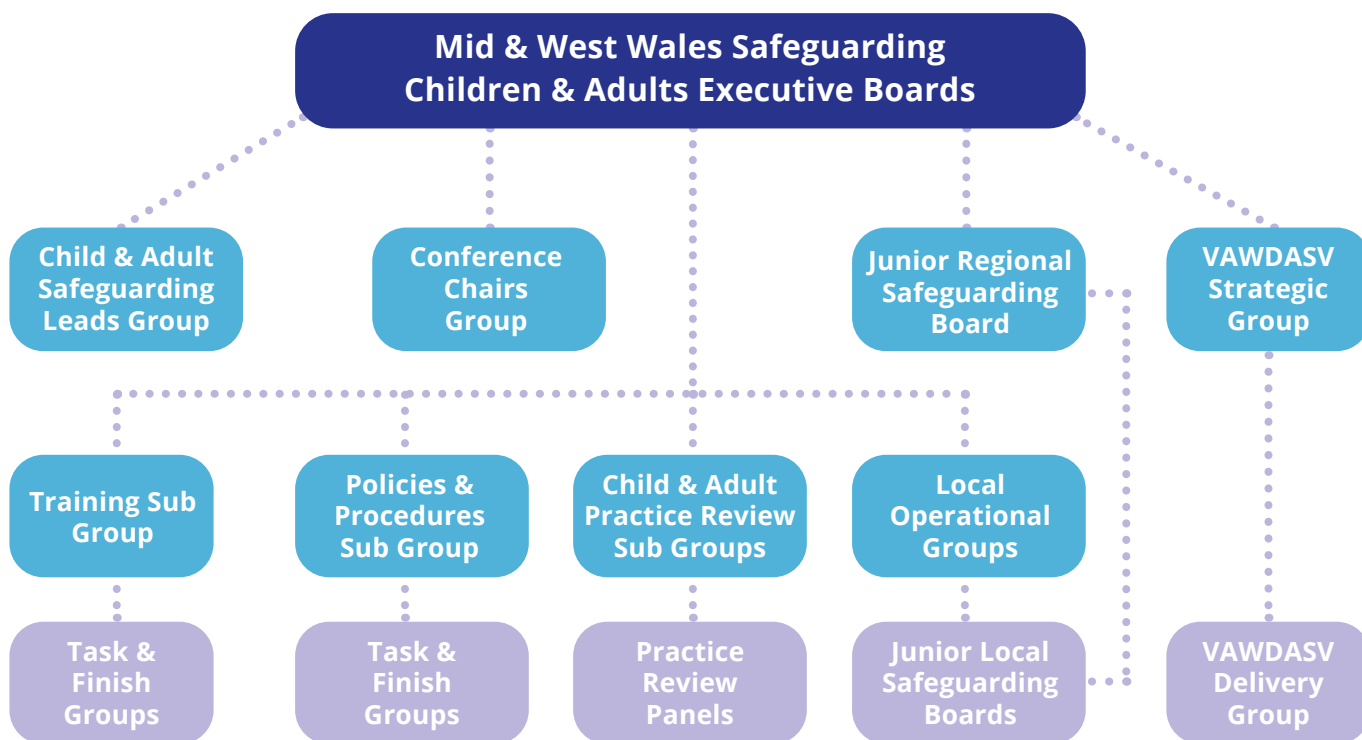 Mid & West Wales Safeguarding
Children & Adults Executive Boards
Child & Adult
Safeguarding
Leads Group
Conference
Chairs
Group
Junior Regional
Safeguarding
Board
VAWDASV
Strategic
Group
Training Sub
Group
Policies &
Procedures
Sub Group
Child & Adult
Practice Review
Sub Groups
Local
Operational
Groups
Task &
Finish
Groups
Task &
Finish
Groups
Practice
Review
Panels
Junior Local
Safeguarding
Boards
VAWDASV
Delivery
Group